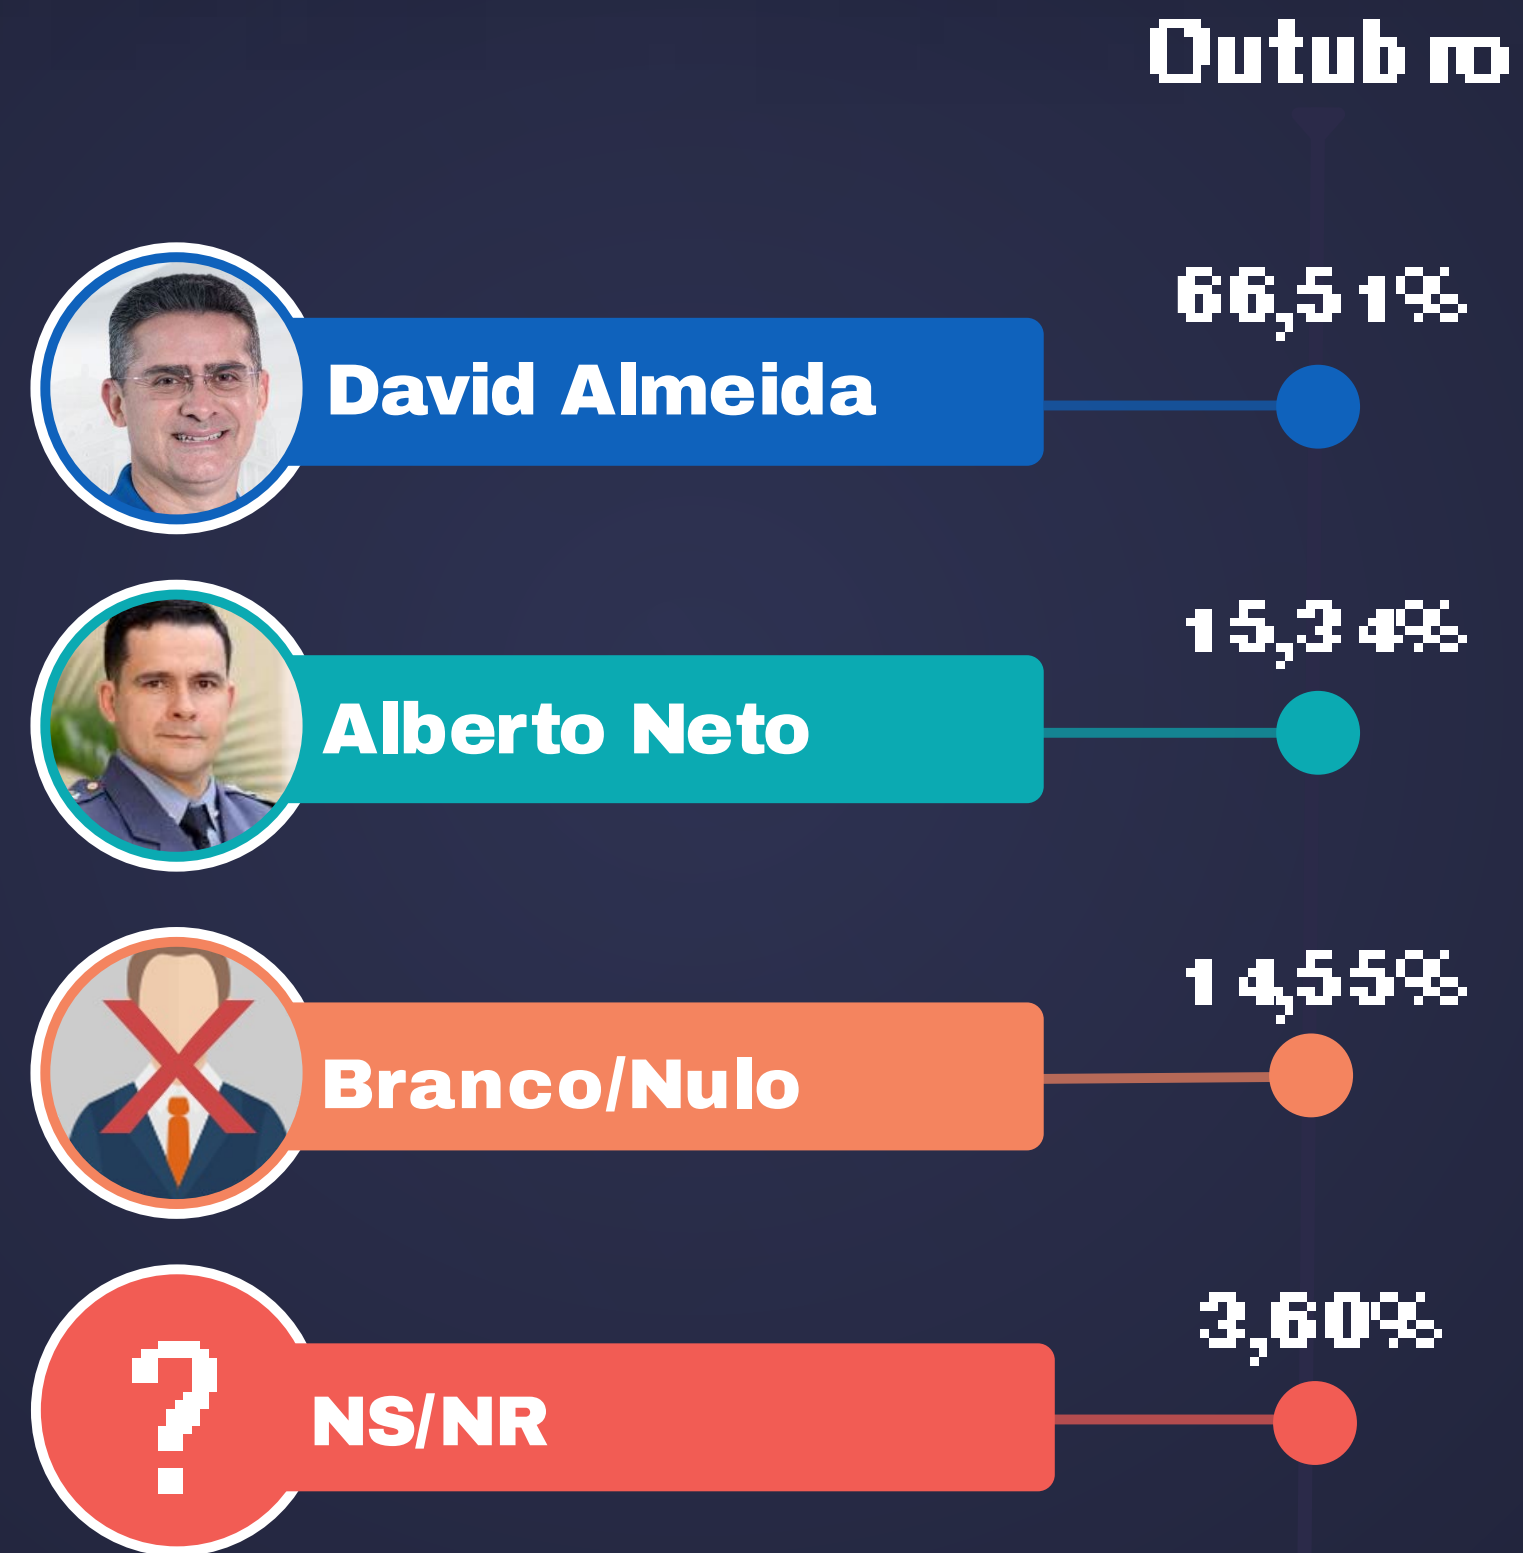 Outubro
66,51%
David Almeida
15,34%
Alberto Neto
14,55%
Branco/Nulo
3,60%
?
NS/NR